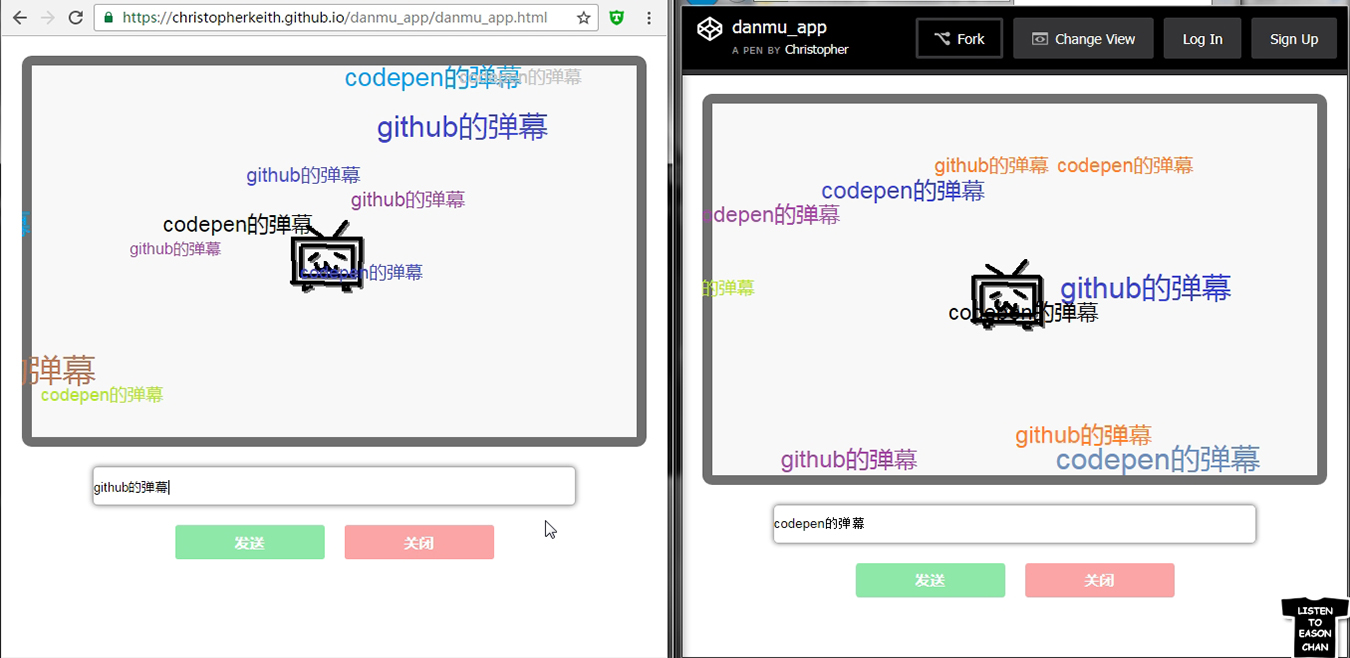 https://christopherkeith.github.io/danmu_app/danmu_app.html
codepen的弹幕
codepen的弹幕
github的弹幕
github的弹幕
github的弹幕
codepen的弹幕
幕
github的弹幕
codepen的弹幕
的弹幕
codepen的弹幕
github的弹幕
发送
关闭
danmu_app
A PEN BY Christopher
Fork
Change View
Log In
Sign Up
github的弹幕
codepen的弹幕
codepen的弹幕
odepen的弹幕
的弹幕
github的弹幕
codepen的弹幕
github的弹幕
github的弹幕
codepen的弹幕
codepen的弹幕
发送
关闭
LISTEN
TO
EASON
CHAN